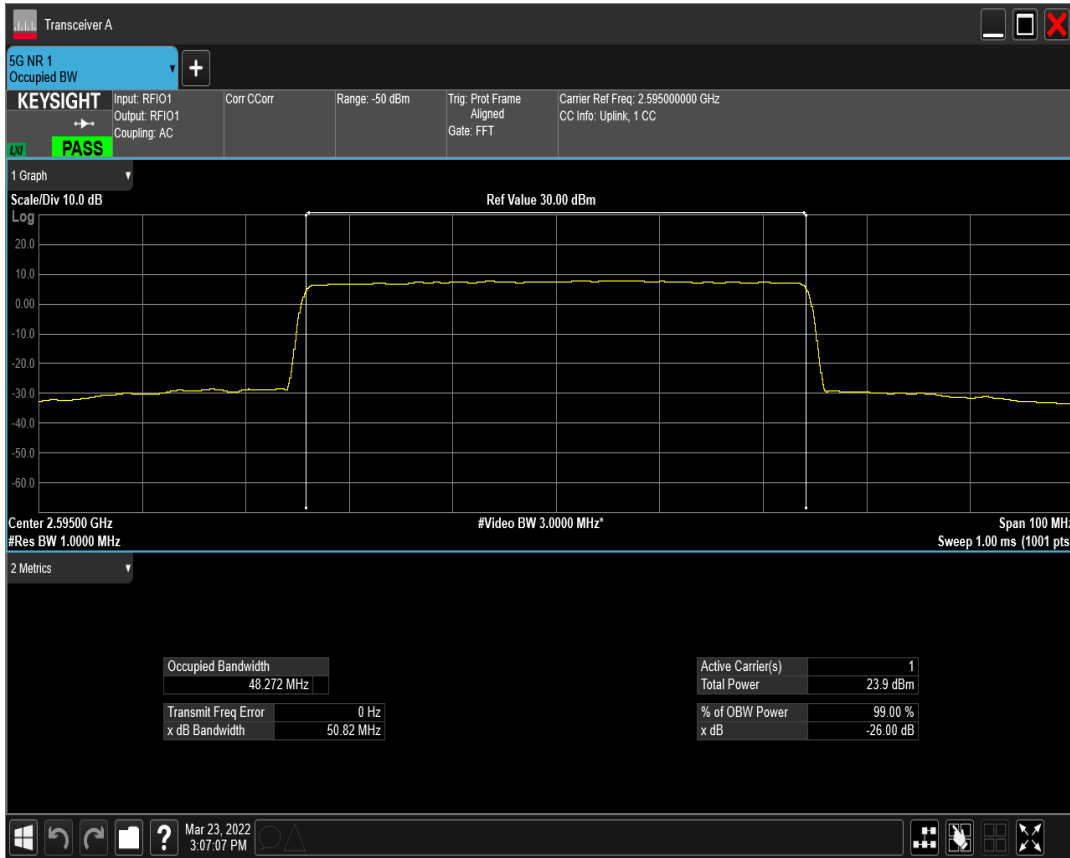 Transceiver A
5G NR 1
Occupied BW
KEYSIGHT
LXI
PASS
Input: RFIO1
Output: RFIO1
Coupling: AC
Corr CCorr
Range: -50 dBm
Trig: Prot Frame
Aligned
Gate: FFT
Carrier Ref Freq: 2.595000000 GHz
CC Info: Uplink, 1 CC
1 Graph
Scale/Div 10.0 dB
Ref Value 30.00 dBm
Log
20.0
10.0
0.00
-10.0
-20.0
-30.0
-40.0
-50.0
-60.0
Center 2.59500 GHz
#Video BW 3.0000 MHz*
Span 100 MHz
#Res BW 1.0000 MHz
Sweep 1.00 ms (1001 pts
2 Metrics
Occupied Bandwidth
48.272 MHz
Transmit Freq Error 0 Hz
x dB Bandwidth 50.82 MHz
Active Carrier(s) 1
Total Power 23.9 dBm
% of OBW Power 99.00 %
x dB -26.00 dB
?
Mar 23, 2022
3:07:07 PM